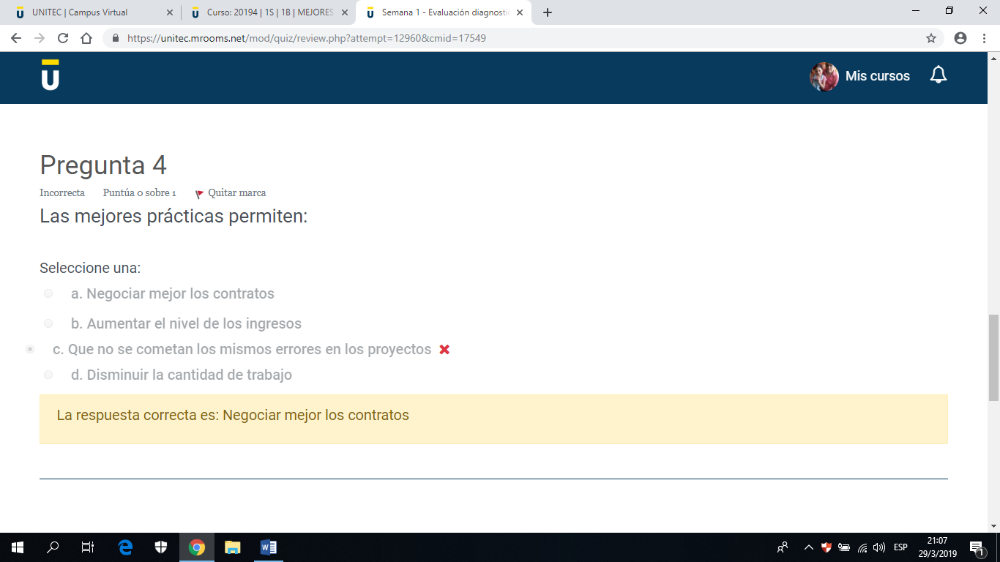 UNITEC | Campus Virtual
Curso: 20194 | 1S | 1B | MEJORES
Semana 1 - Evaluación diagnostic
https://unitec.mrooms.net/mod/quiz/review.php?attempt=12960&cmid=17549
Mis cursos
Pregunta 4
Incorrecta Puntúa 0 sobre 1 Quitar marca
Las mejores prácticas permiten:
Seleccione una:
a. Negociar mejor los contratos
b. Aumentar el nivel de los ingresos
c. Que no se cometan los mismos errores en los proyectos
d. Disminuir la cantidad de trabajo
La respuesta correcta es: Negociar mejor los contratos
ESP
21:07
29/3/2019
1